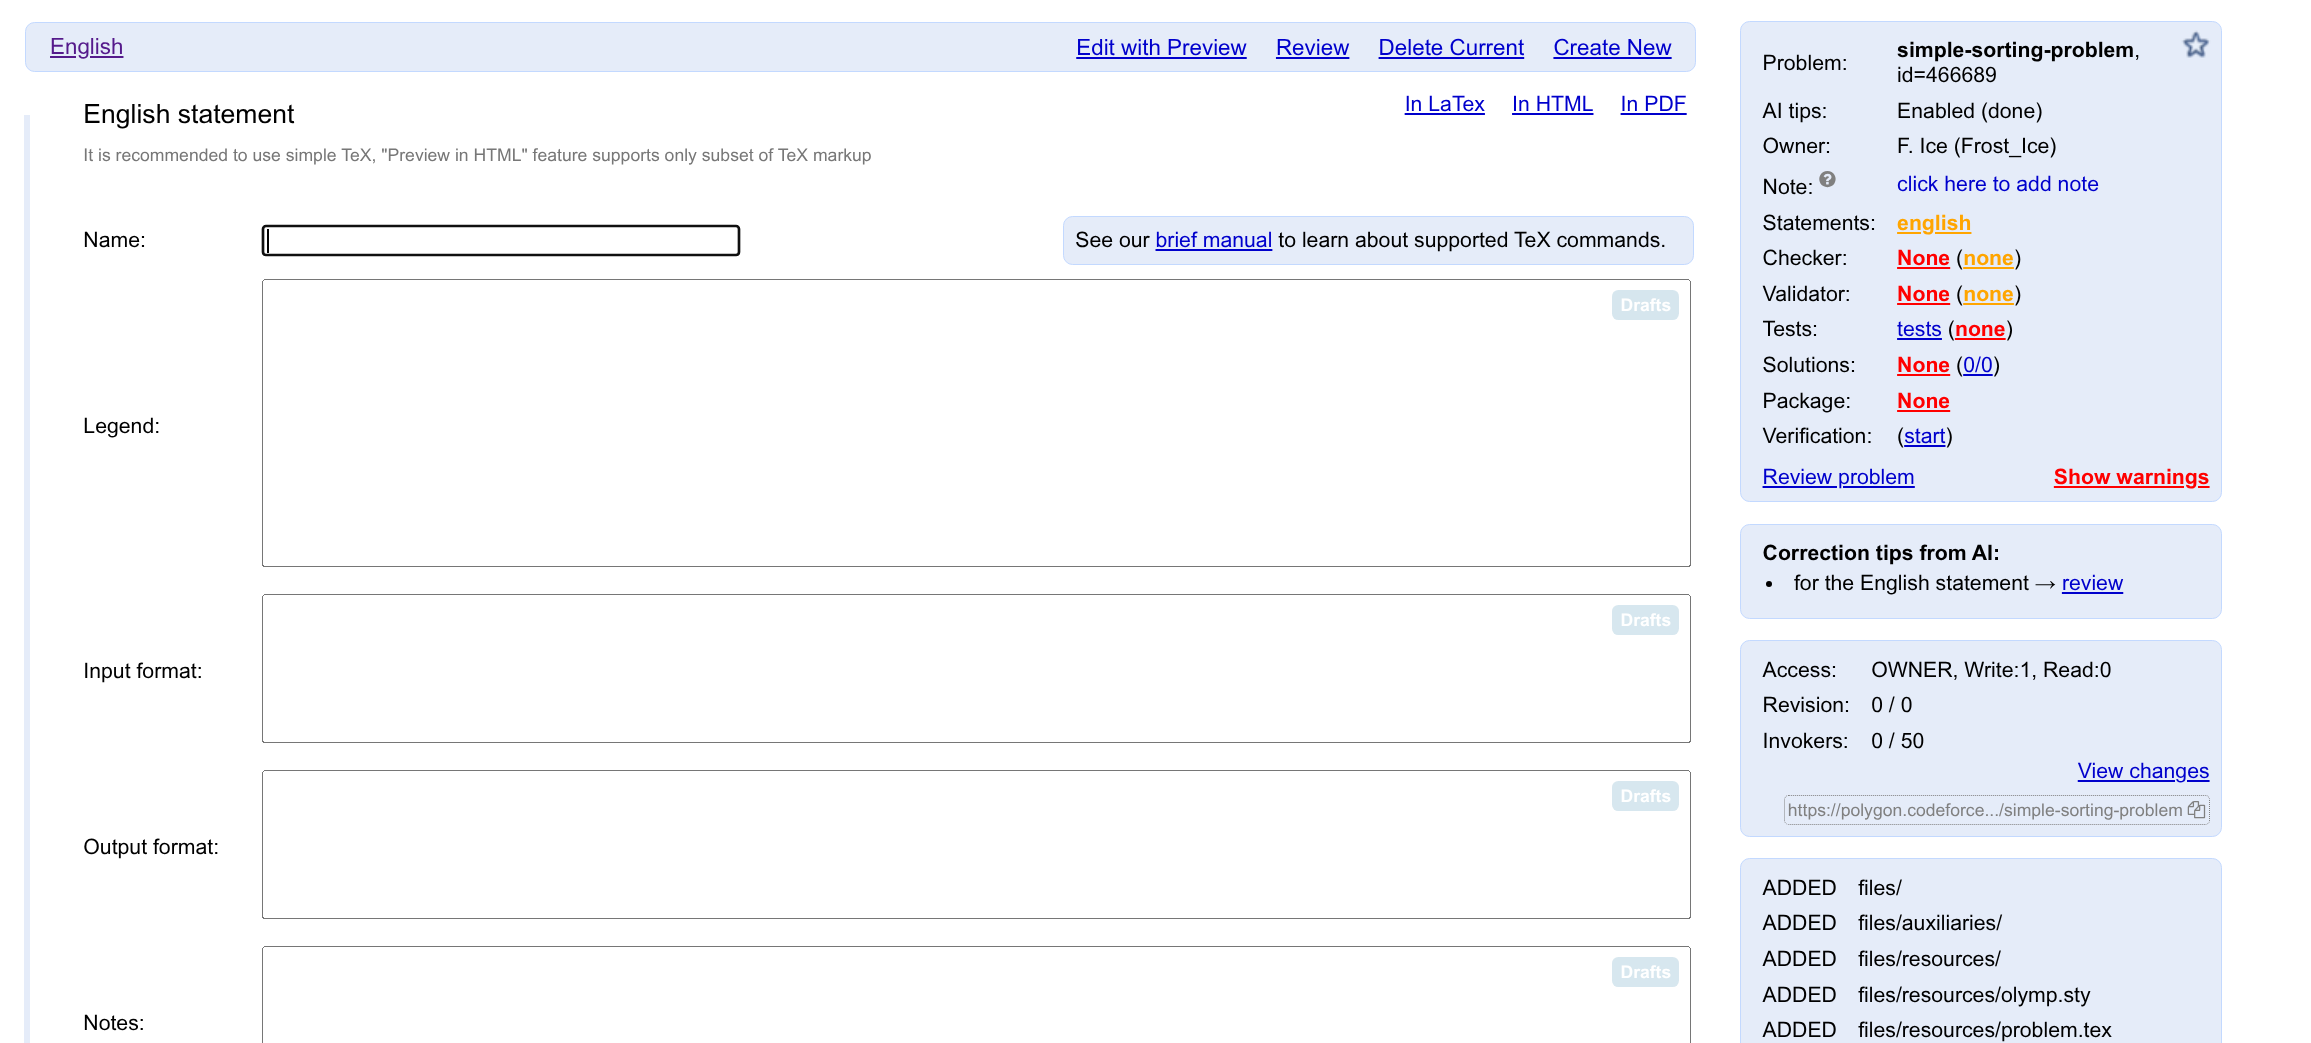 English
Edit with Preview
Review
Delete Current
Create New
English statement
In LaTex
In HTML
In PDF
It is recommended to use simple TeX, "Preview in HTML" feature supports only subset of TeX markup
Name:
See our brief manual to learn about supported TeX commands.
Legend:
Drafts
Input format:
Drafts
Output format:
Drafts
Notes:
Drafts
Problem: simple-sorting-problem,
id=466689
AI tips: Enabled (done)
Owner: F. Ice (Frost_Ice)
Note: click here to add note
Statements: english
Checker: None (none)
Validator: None (none)
Tests: tests (none)
Solutions: None (0/0)
Package: None
Verification: (start)
Review problem
Show warnings
Correction tips from AI:
• for the English statement → review
Access: OWNER, Write:1, Read:0
Revision: 0 / 0
Invokers: 0 / 50
View changes
https://polygon.codeforce.../simple-sorting-problem
ADDED files/
ADDED files/auxiliaries/
ADDED files/resources/
ADDED files/resources/olymp.sty
ADDED files/resources/problem.tex